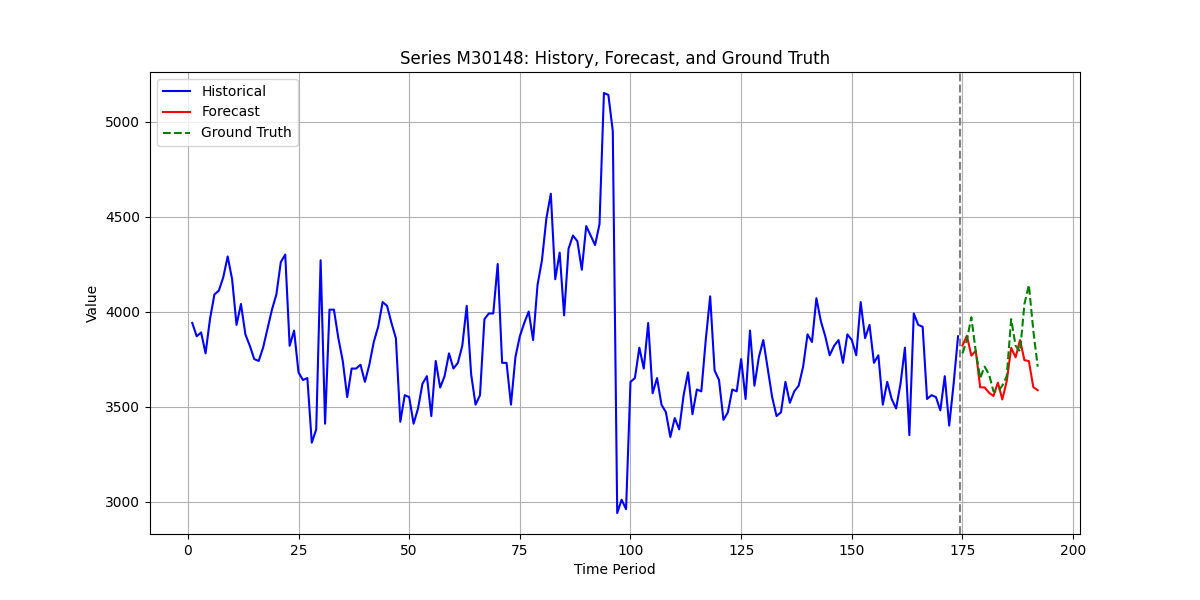 Series M30148: History, Forecast, and Ground Truth
Historical
Forecast
Ground Truth
5000
4500
4000
3500
3000
Value
0 25 50 75 100 125 150 175 200
Time Period